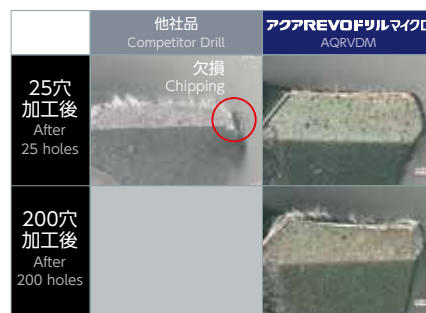 他社品
Competitor Drill
アクアREVOドリルマイクロ
AQRVDM
欠損
Chipping
25穴
加工後
After
25 holes
200穴
加工後
After
200 holes